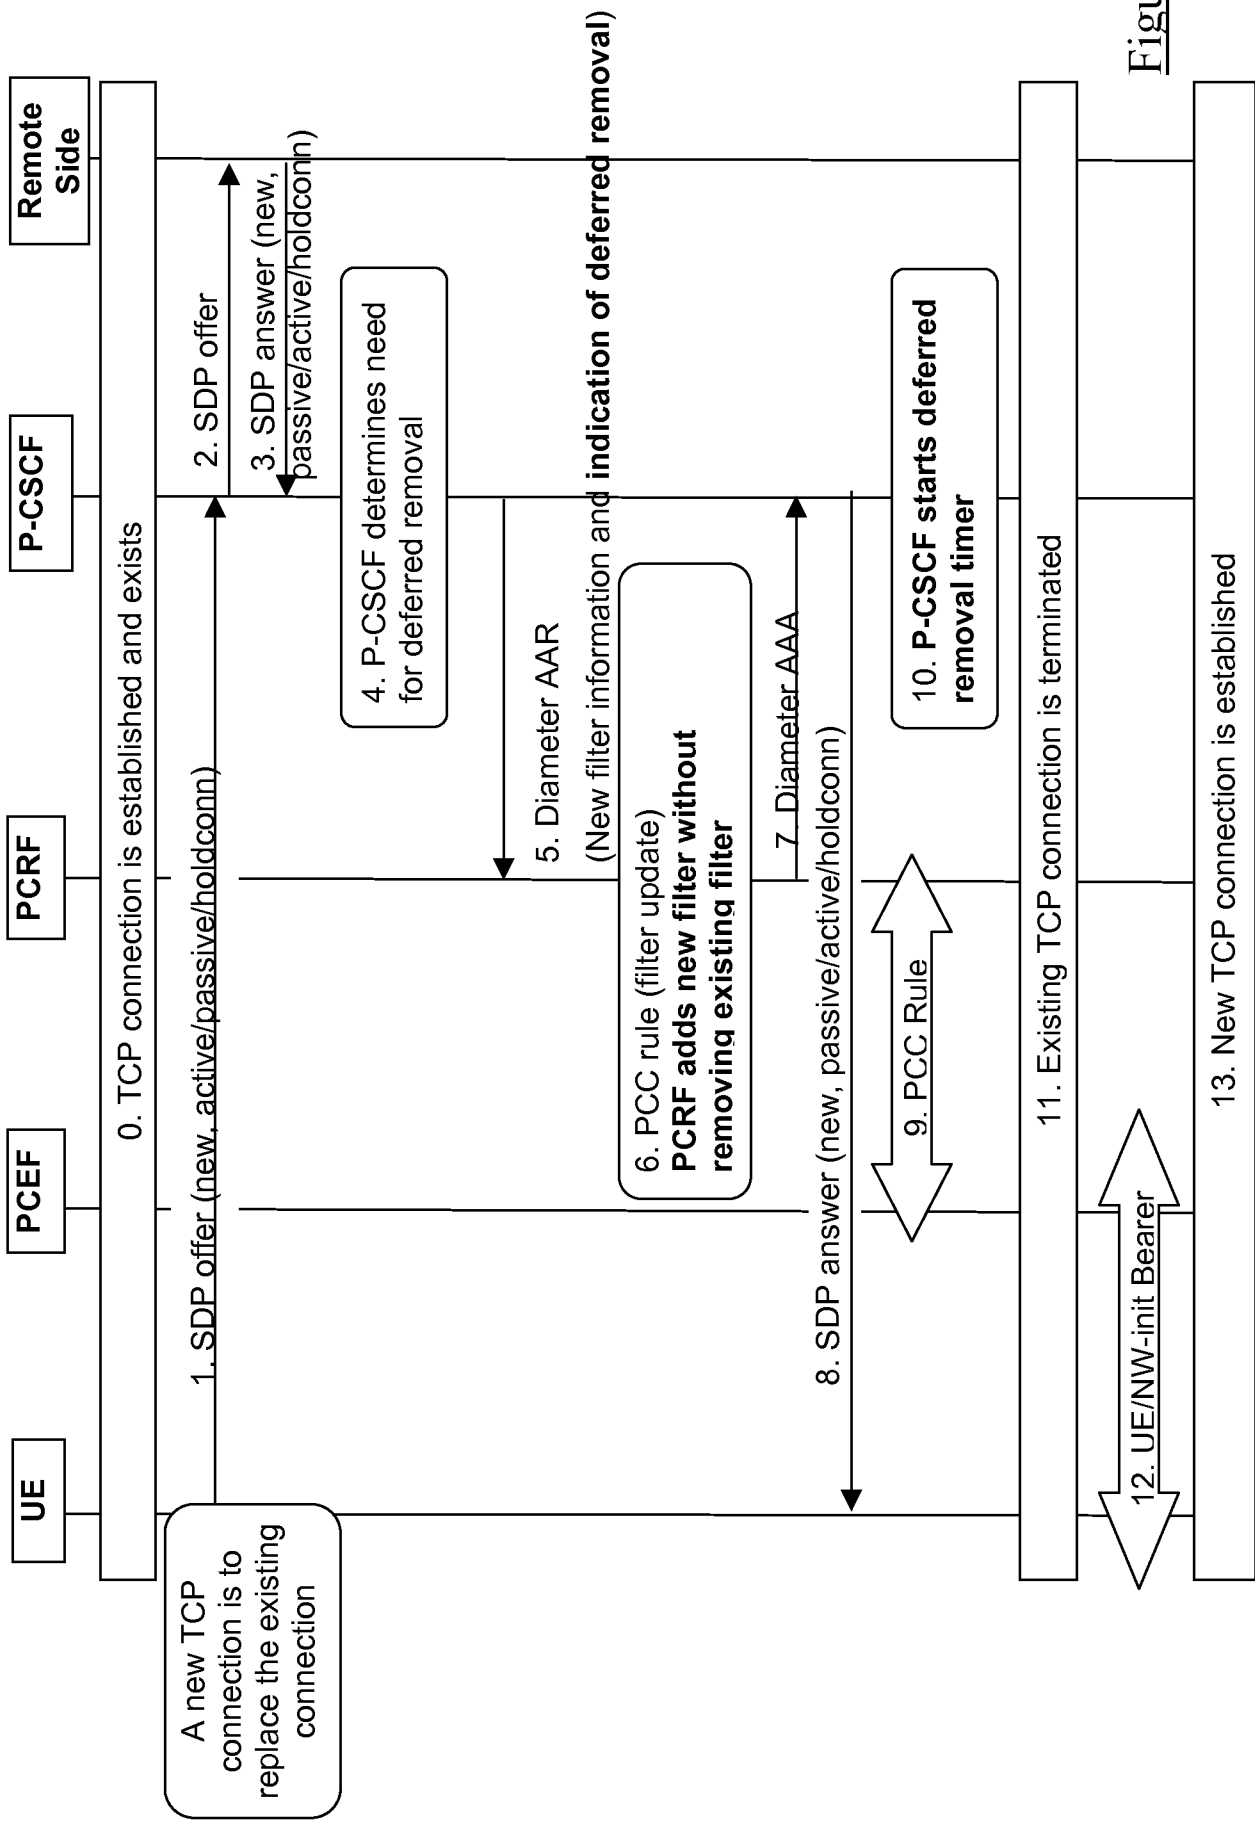 UE
PCEF
PCRF
P-CSCF
Remote
Side
0. TCP connection is established and exists
A new TCP
connection is to
replace the existing
connection
1. SDP offer (new, active/passive/holdconn)
2. SDP offer
3. SDP answer (new,
passive/active/holdconn)
4. P-CSCF determines need
for deferred removal
5. Diameter AAR
(New filter information and indication of deferred removal)
6. PCC rule (filter update)
PCRF adds new filter without
removing existing filter
7. Diameter AAA
8. SDP answer (new, passive/active/holdconn)
9. PCC Rule
10. P-CSCF starts deferred
removal timer
11. Existing TCP connection is terminated
12. UE/NW-init Bearer
13. New TCP connection is established
Figu